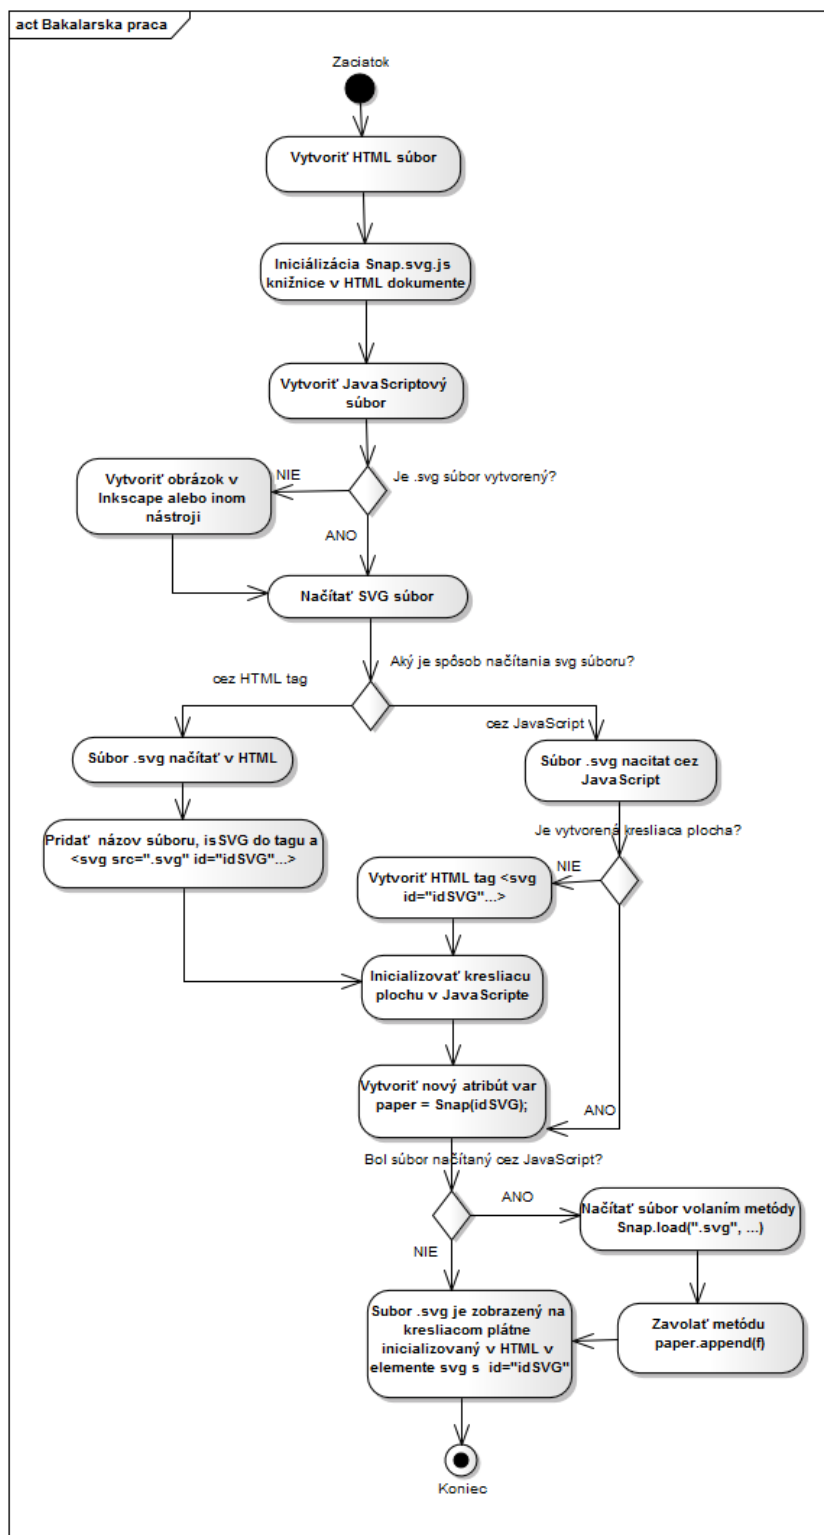 act Bakalarska praca
Zaciatok
Vytvoriť HTML súbor
Iniciálizácia Snap.svg.js
knižnice v HTML dokumente
Vytvoriť JavaScriptový
súbor
Je .svg súbor vytvorený?
NIE
Vytvoriť obrázok v
Inkscape alebo inom
nástroji
ANO
Načítať SVG súbor
Aký je spôsob načítania svg súboru?
cez HTML tag
cez JavaScript
Súbor .svg načítať v HTML
Súbor .svg nacitat cez
JavaScript
Pridať názov súboru, isSVG do tagu a
<svg src=".svg" id="idSVG"...>
Je vytvorená kresliaca plocha?
NIE
Vytvoriť HTML tag <svg
id="idSVG"...>
Inicializovať kresliacu
plochu v JavaScripte
Vytvoriť nový atribút var
paper = Snap(idSVG);
ANO
Bol súbor načítaný cez JavaScript?
ANO
Načítať súbor volaním metódy
Snap.load(".svg", ...)
NIE
Zavolať metódu
paper.append(f)
Subor .svg je zobrazený na
kresliacom plátne
inicializovaný v HTML v
elemente svg s id="idSVG"
Koniec